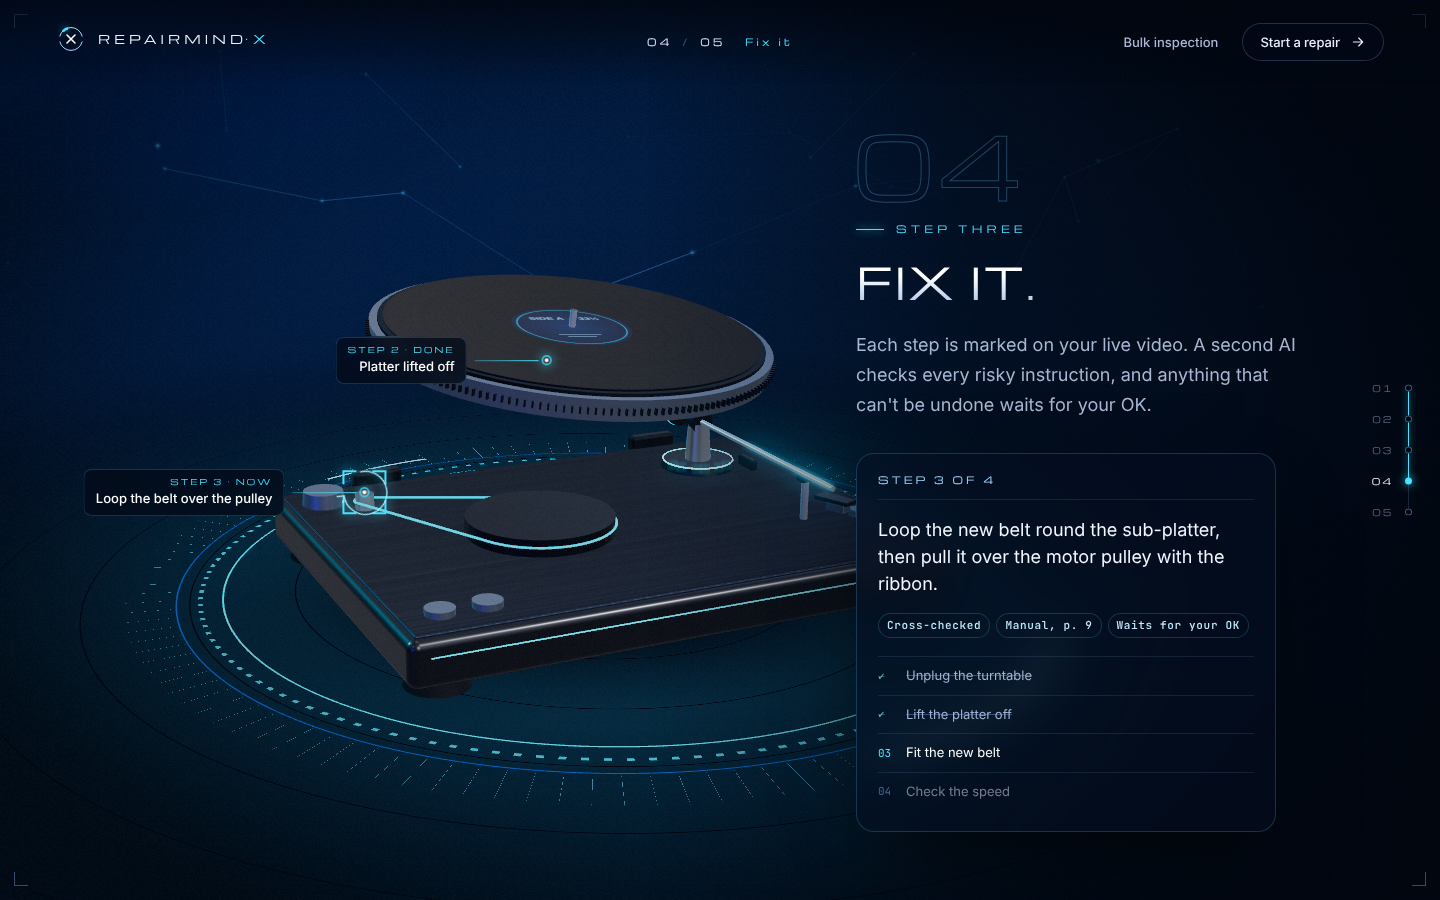 REPAIRMIND·X
04 / 05 Fix it
Bulk inspection
Start a repair →
04
STEP THREE
FIX IT.
Each step is marked on your live video. A second AI
checks every risky instruction, and anything that
can't be undone waits for your OK.
SIDE A
STEP 2 · DONE
Platter lifted off
STEP 3 · NOW
Loop the belt over the pulley
STEP 3 OF 4
Loop the new belt round the sub-platter,
then pull it over the motor pulley with the
ribbon.
Cross-checked
Manual, p. 9
Waits for your OK
✓ Unplug the turntable
✓ Lift the platter off
03 Fit the new belt
04 Check the speed
01
02
03
04
05